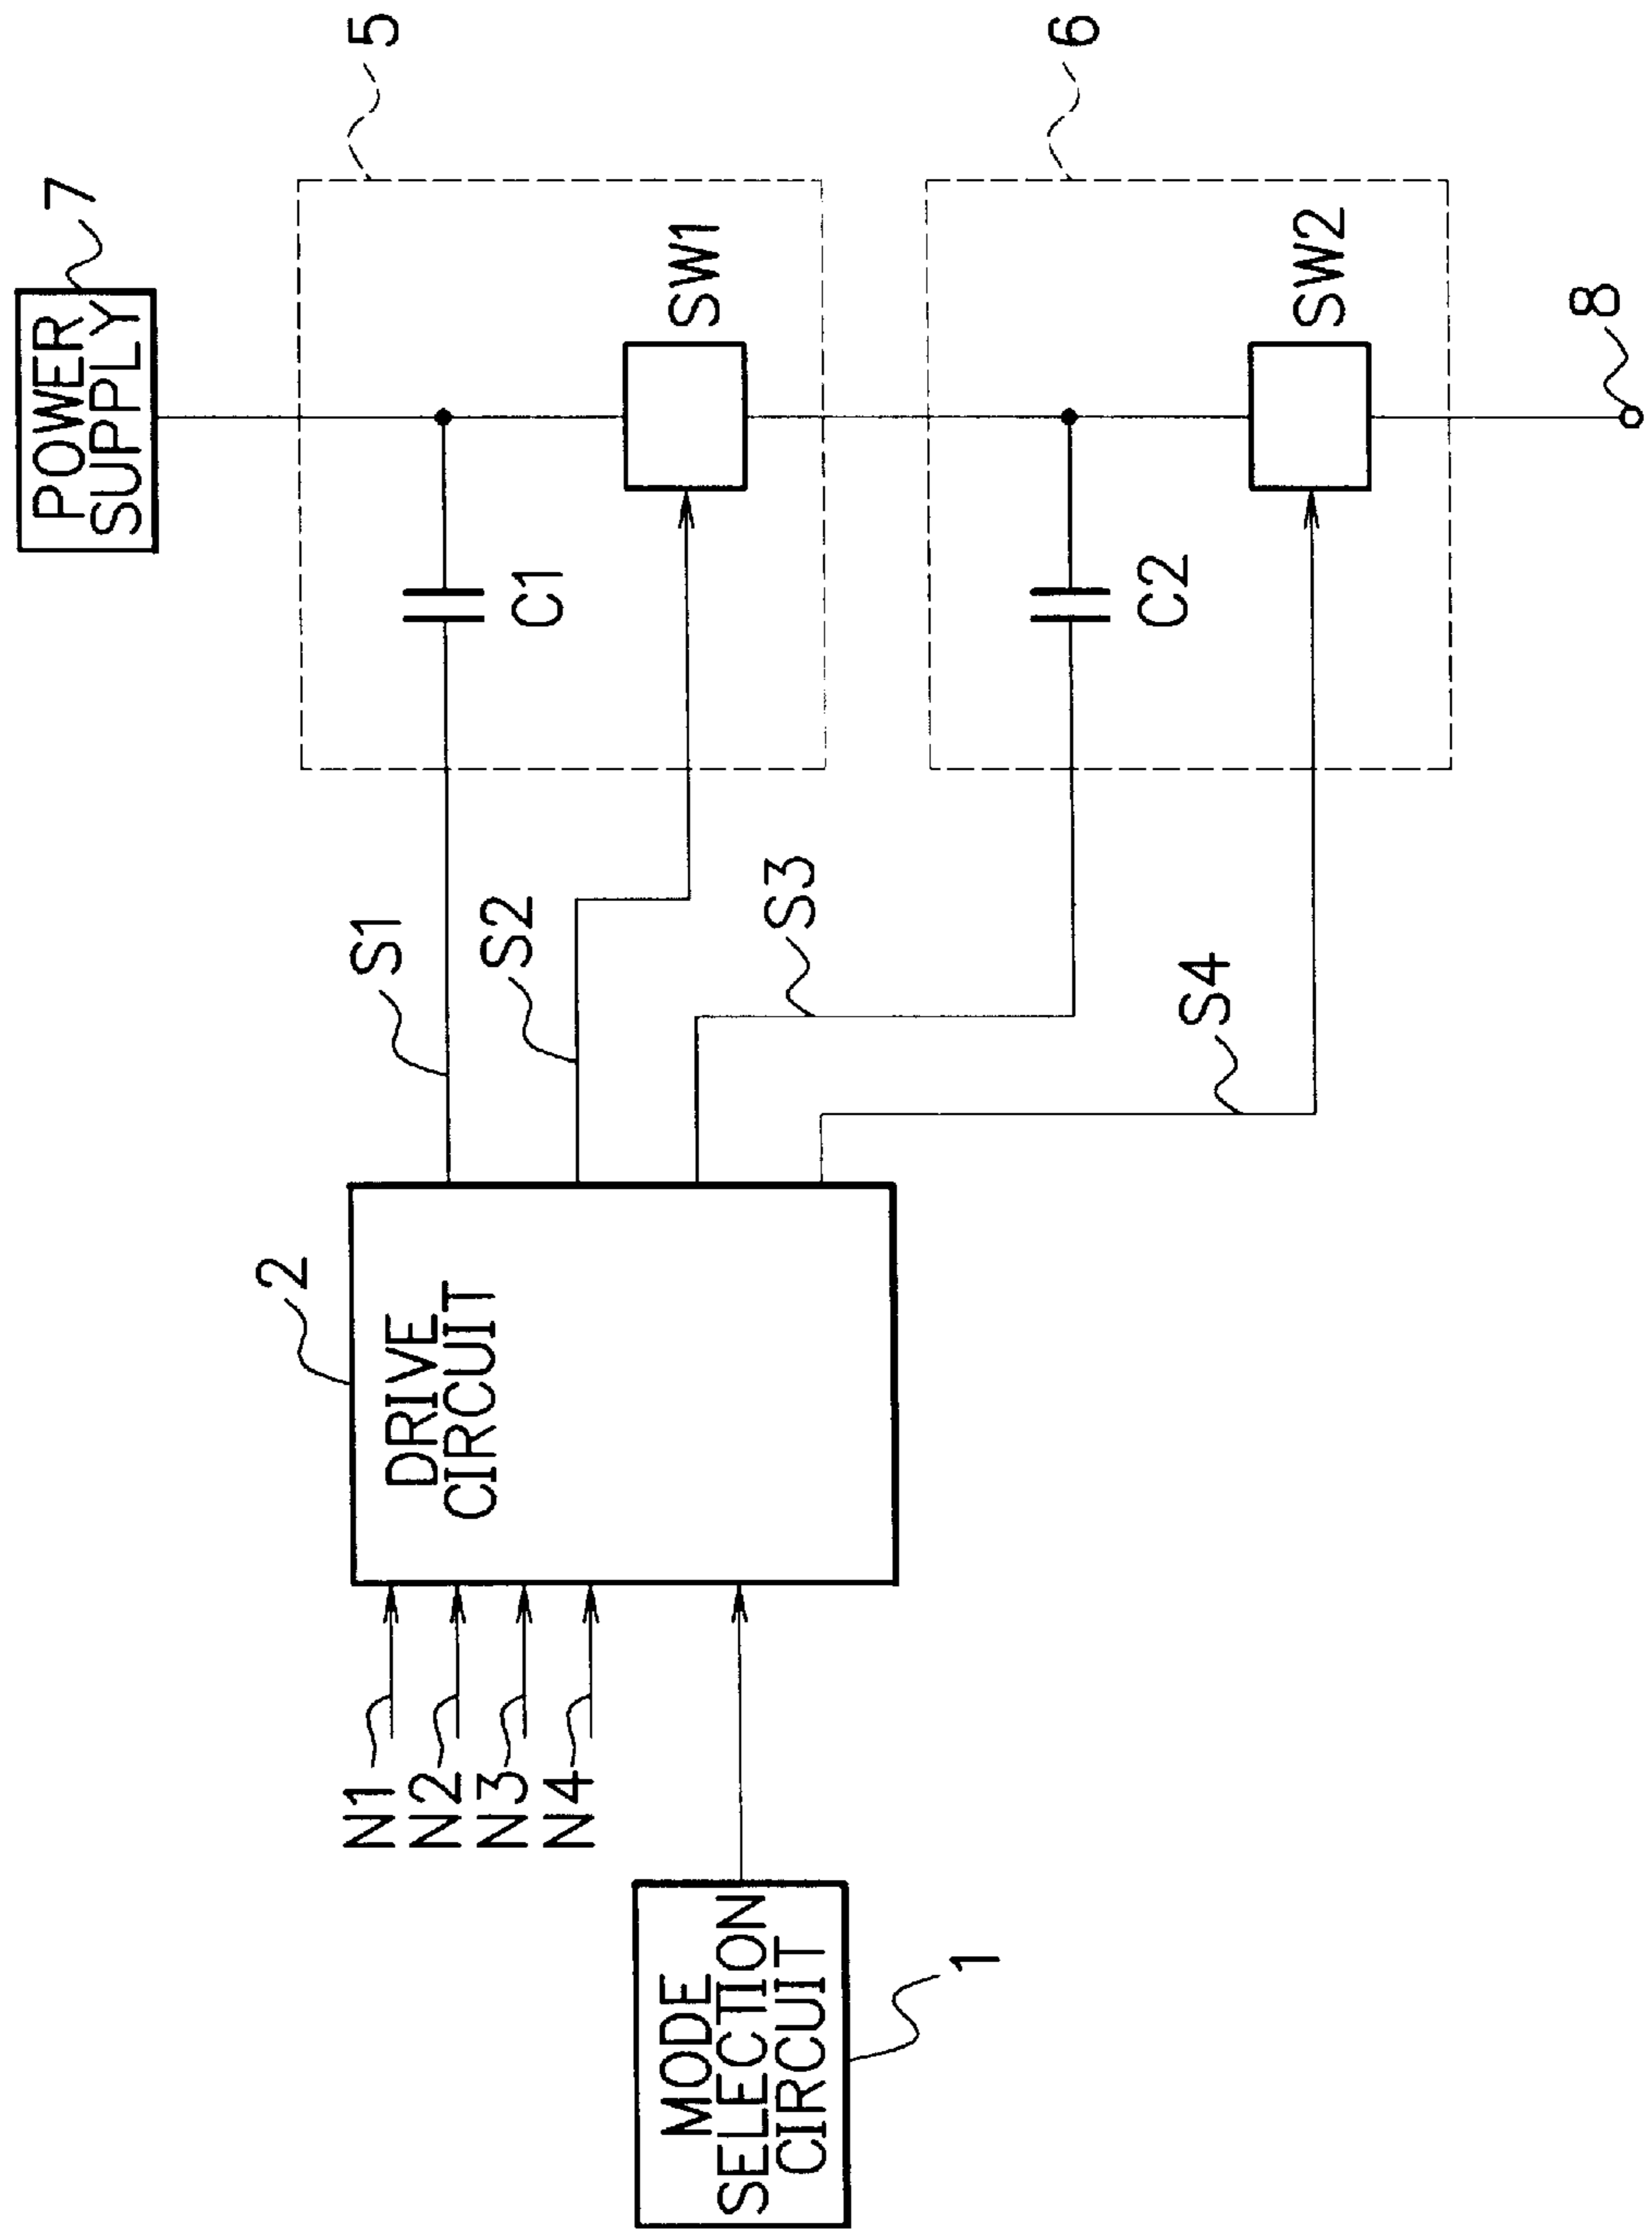 POWER
SUPPLY
7
5
6
C1
SW1
C2
SW2
8
S1
S2
S3
S4
2
DRIVE
CIRCUIT
N1
N2
N3
N4
MODE
SELECTION
CIRCUIT
1